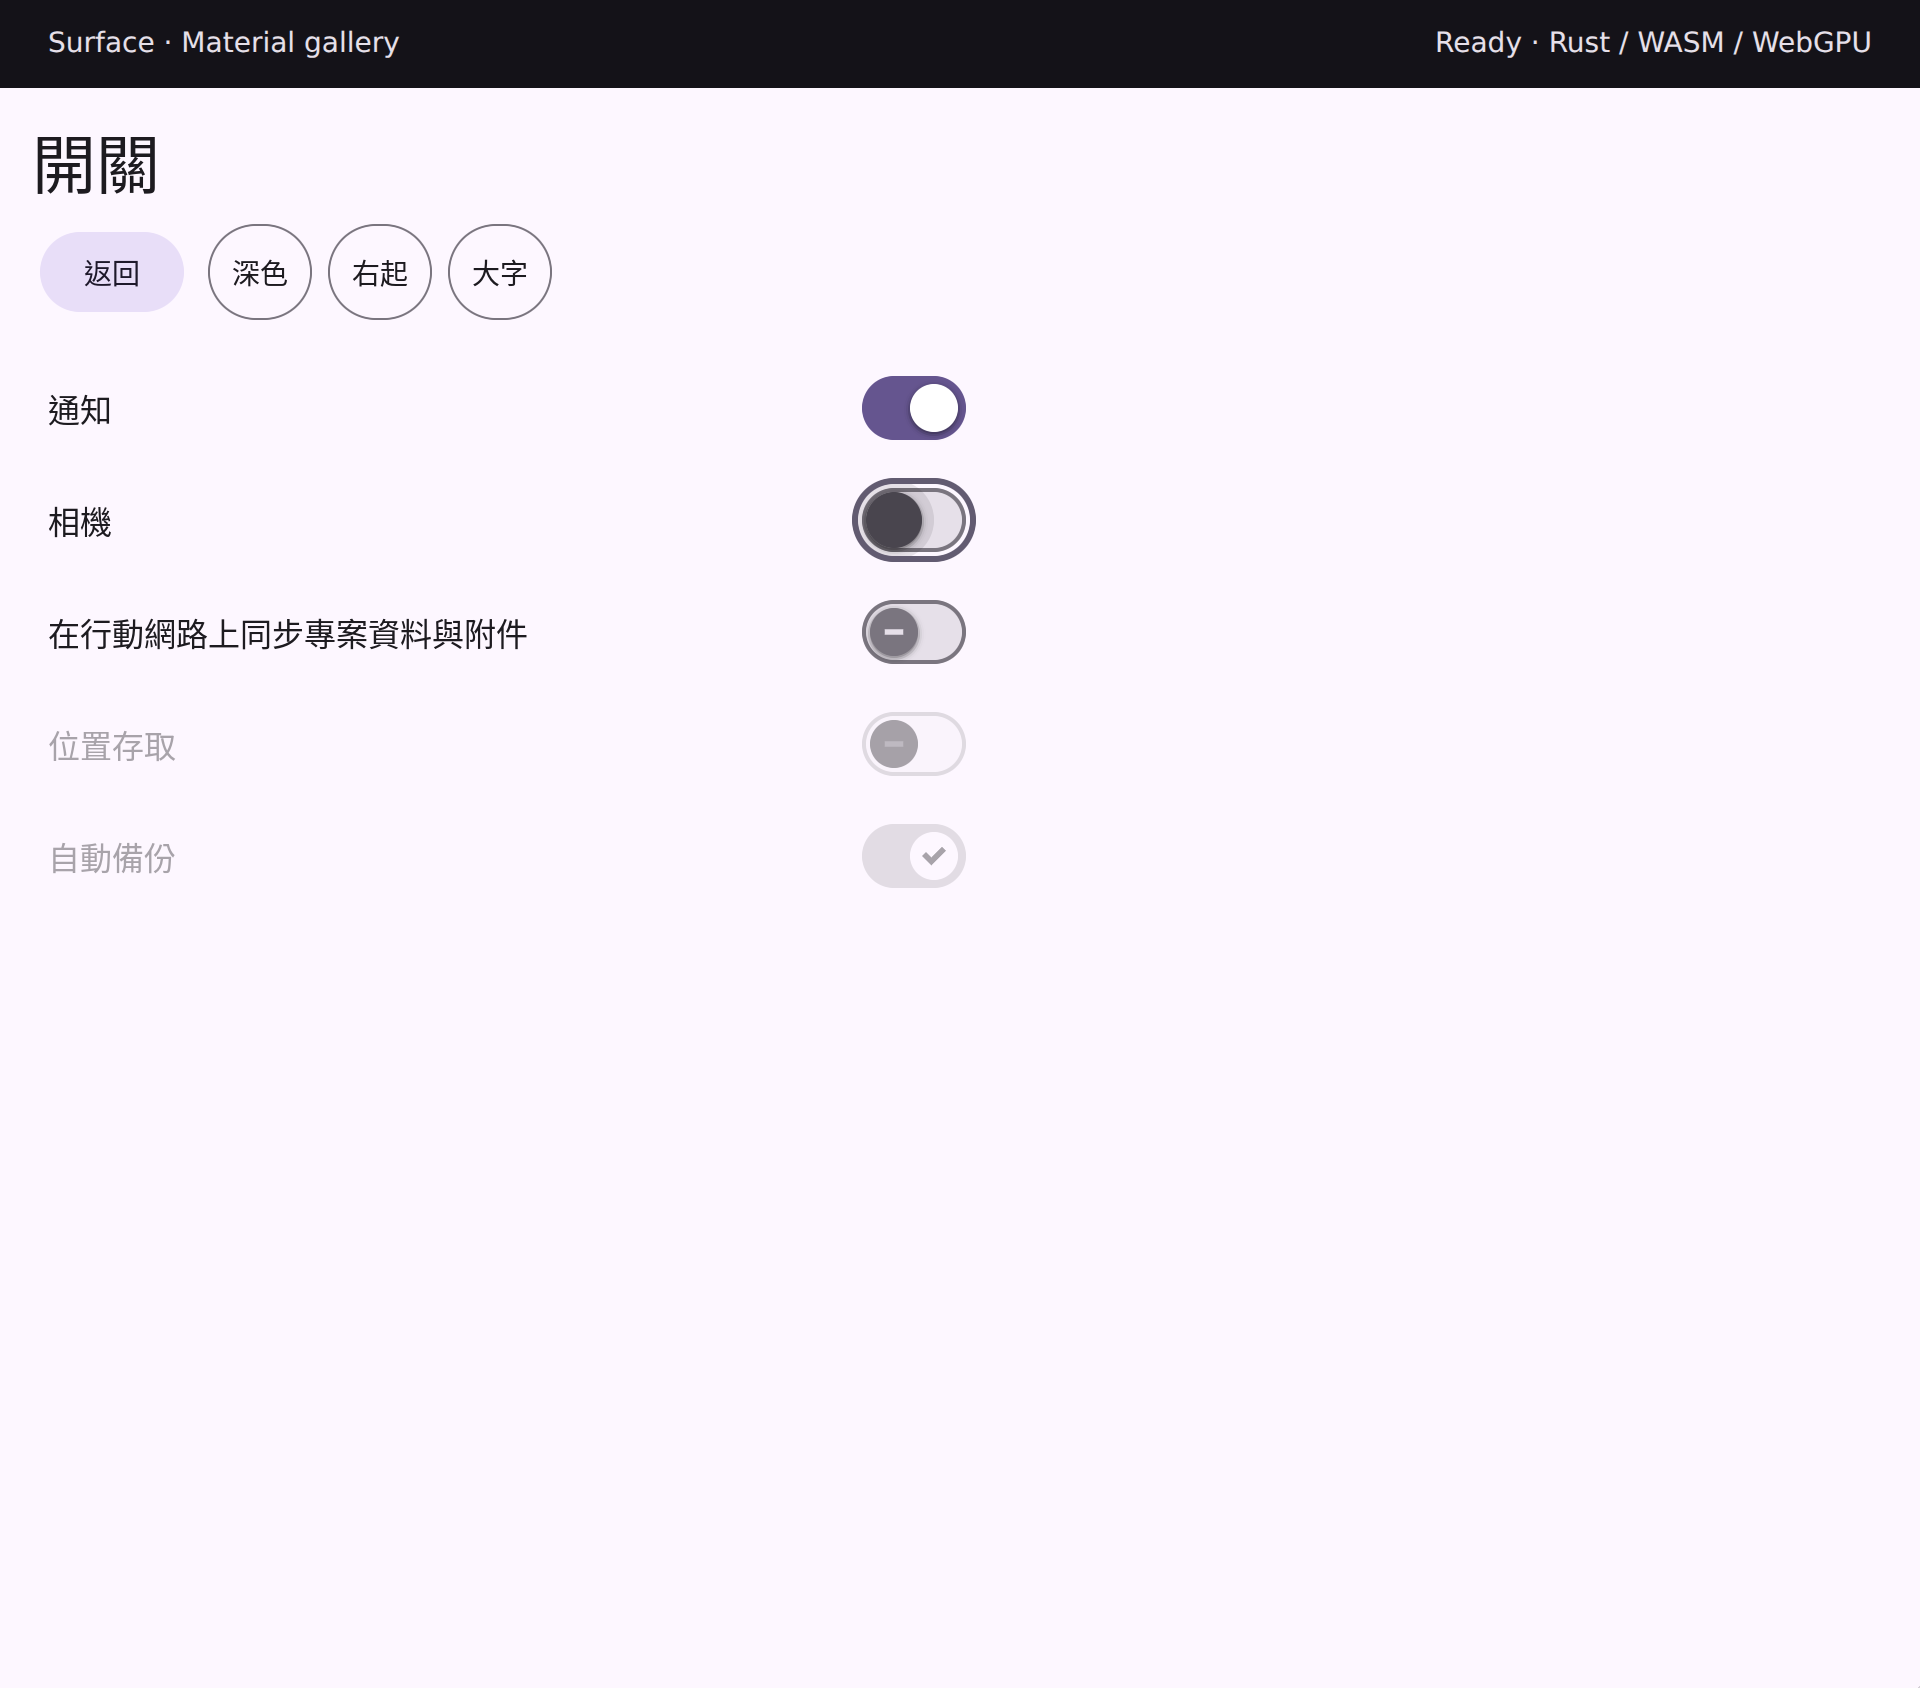 Surface · Material gallery
Ready · Rust / WASM / WebGPU
開關
返回 深色 右起 大字
通知
相機
在行動網路上同步專案資料與附件
位置存取
自動備份